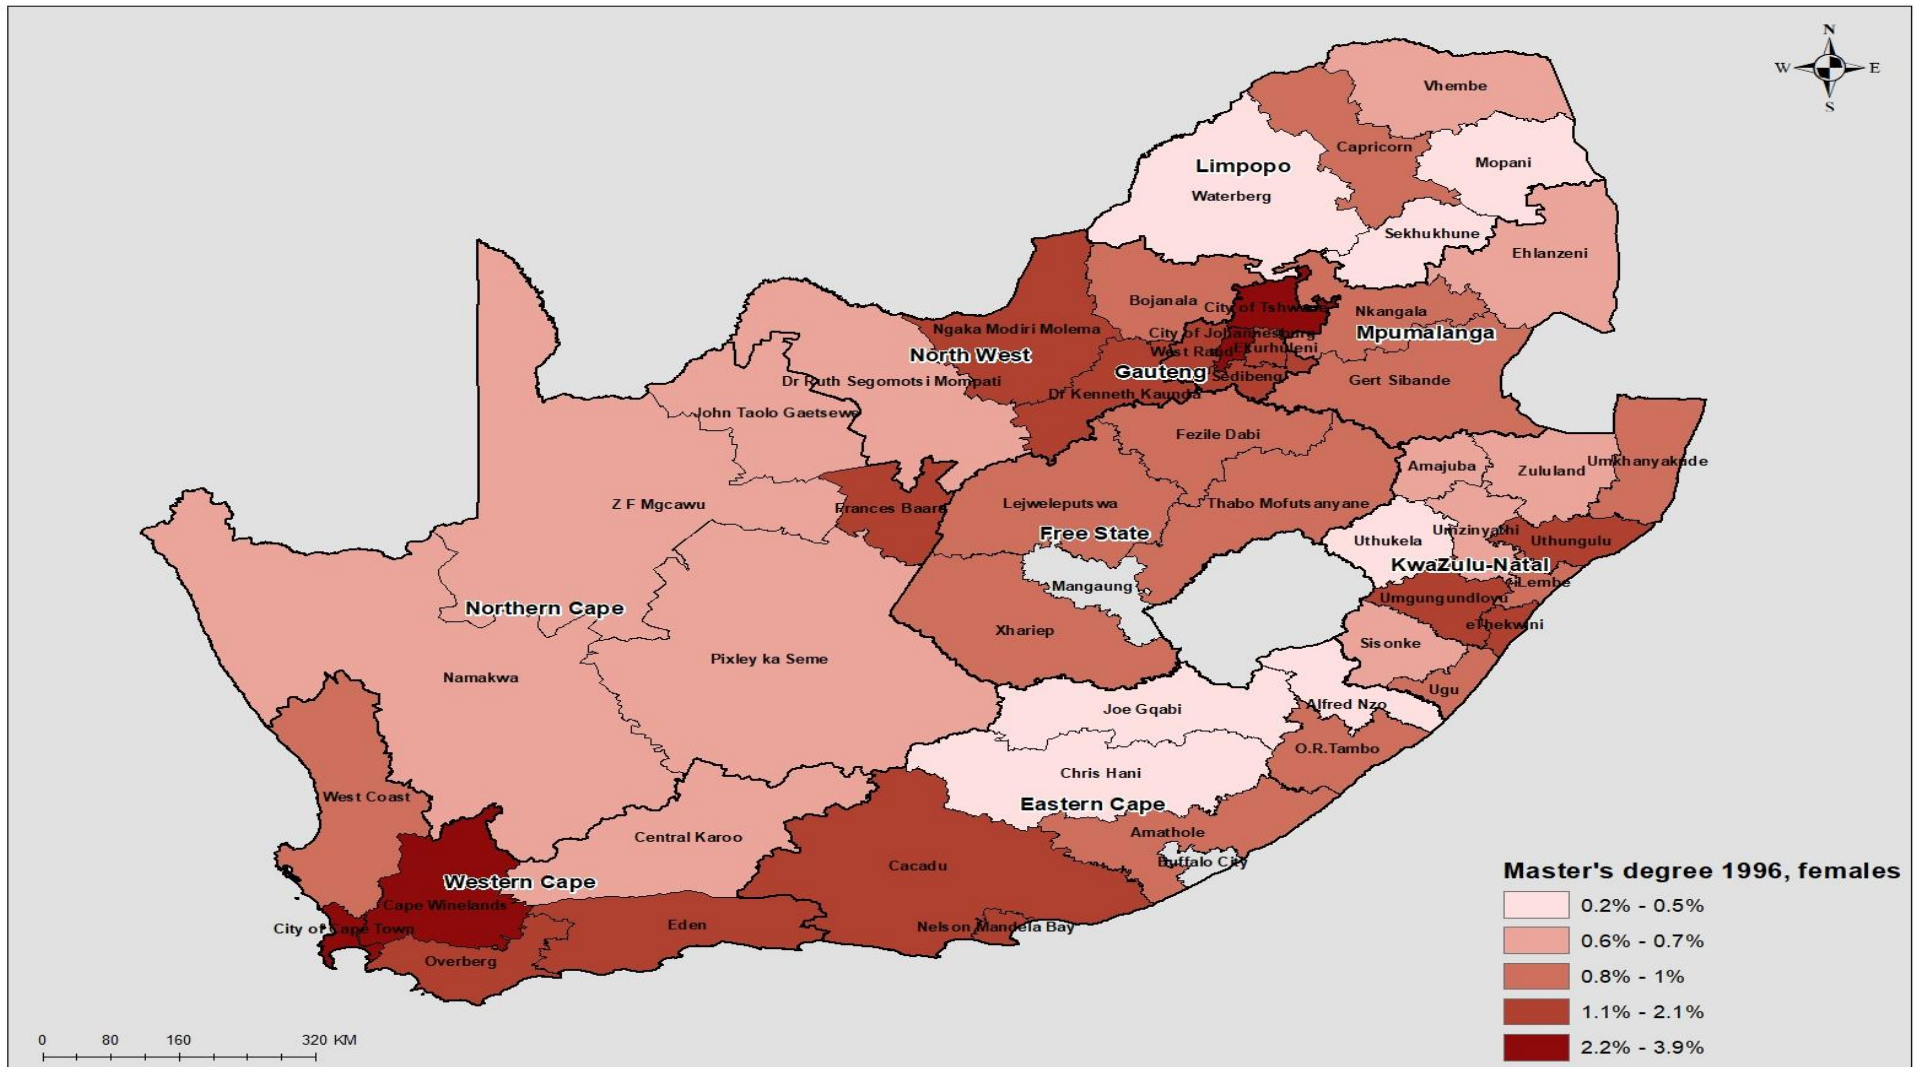 N
W E
S
Vhembe
Capricorn
Mopani
Limpopo
Waterberg
Sekhukhune
Ehlanzeni
Bojanala
City of Tshwane
Nkangala
Ngaka Modiri Molema
City of Johannesburg
Mpumalanga
North West
West Rand
Ekurhuleni
Gauteng
Sedibeng
Gert Sibande
Dr Ruth Segomotsi Mompati
Dr Kenneth Kaunda
John Taolo Gaetsewe
Fezile Dabi
Amajuba
Zululand
Umkhanyakude
Z F Mgcawu
Frances Baard
Lejweleputswa
Thabo Mofutsanyane
Free State
Umzinyathi
Uthukela
Uthungulu
KwaZulu-Natal
iLembe
Mangaung
Umgungundlovu
Northern Cape
eThekwini
Xhariep
Sisonke
Pixley ka Seme
Namakwa
Ugu
Joe Gqabi
Alfred Nzo
O.R.Tambo
Chris Hani
West Coast
Eastern Cape
Central Karoo
Amathole
Buffalo City
Cacadu
Western Cape
Cape Winelands
City of Cape Town
Eden
Nelson Mandela Bay
Overberg
Master's degree 1996, females
0.2% - 0.5%
0.6% - 0.7%
0.8% - 1%
1.1% - 2.1%
2.2% - 3.9%
0 80 160 320 KM